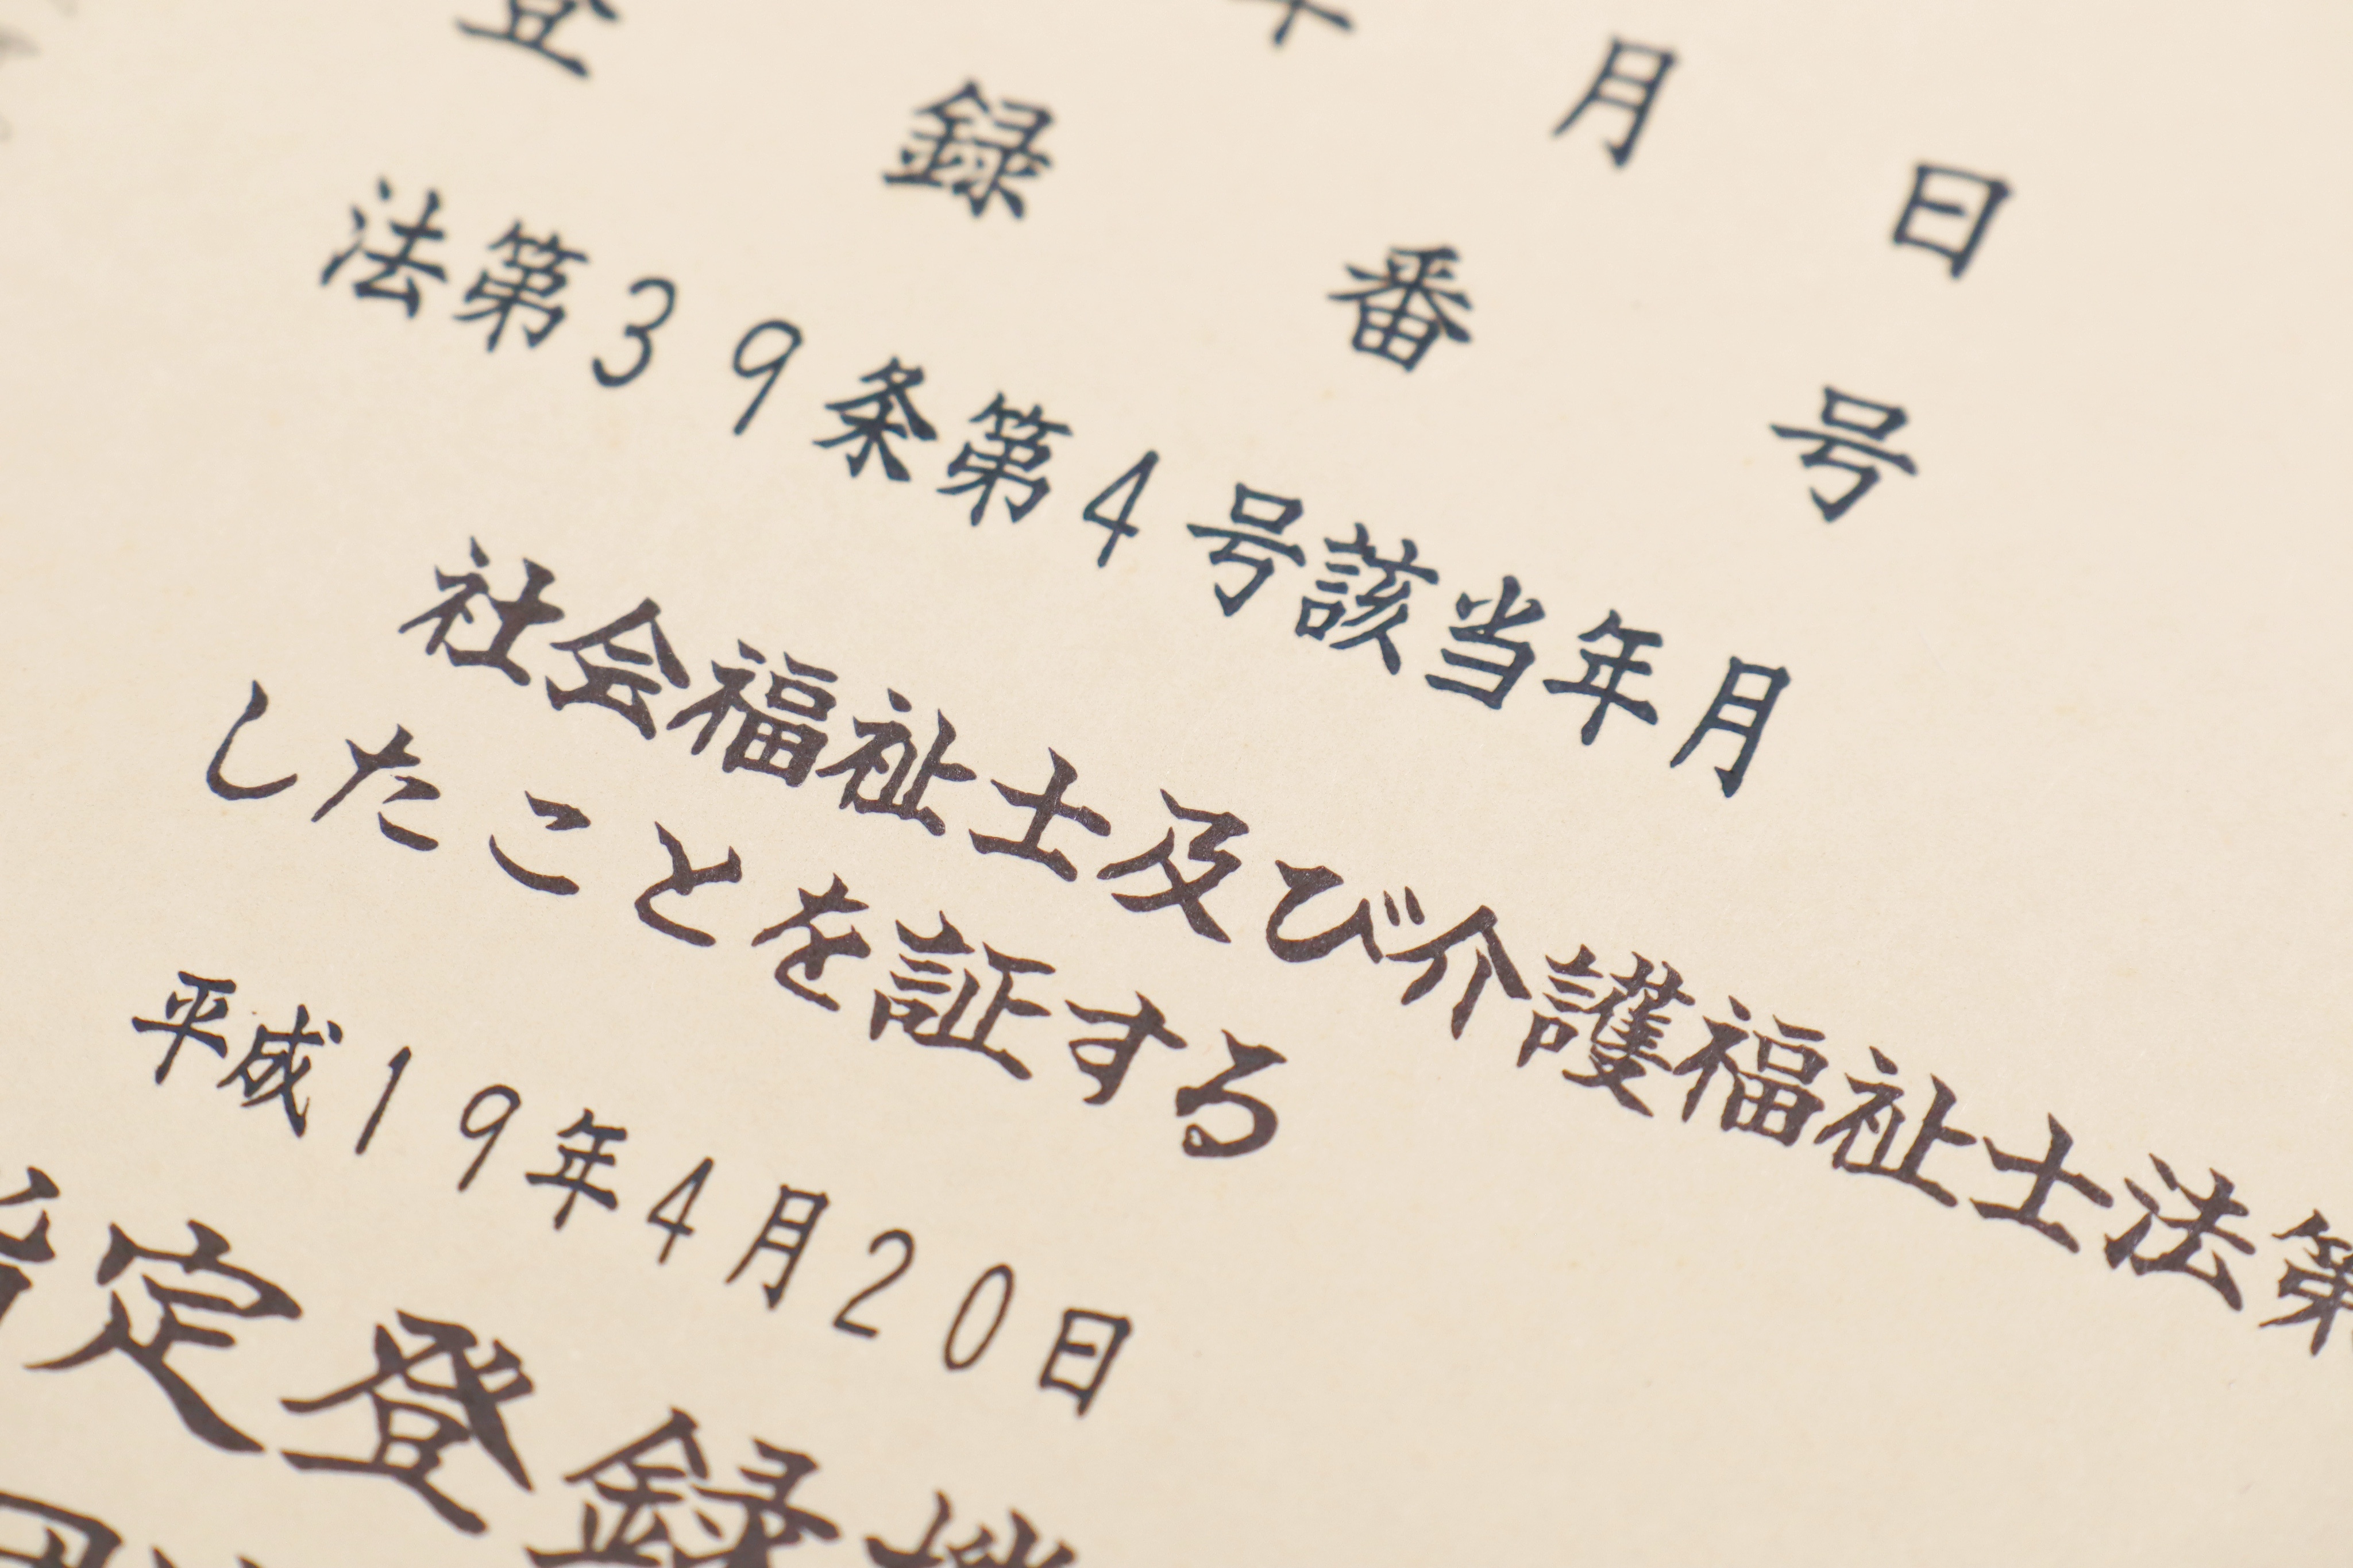 年月日
登録番号
法第39条第4号該当年月
社会福祉士及び介護福祉士法第
したことを証する
平成19年4月20日
指定登録機